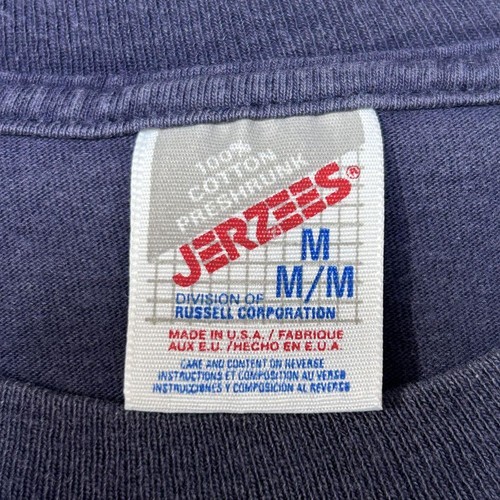 100%
COTTON
PRESHRUNK
JERZEES®
M
M/M
DIVISION OF
RUSSELL CORPORATION
MADE IN U.S.A. / FABRIQUE
AUX E.U. / HECHO EN E.U.A.
CARE AND CONTENT ON REVERSE
INSTRUCTIONS ET COMPOSITION AU VERSO
INSTRUCCIONES Y COMPOSICIÓN AL REVERSE